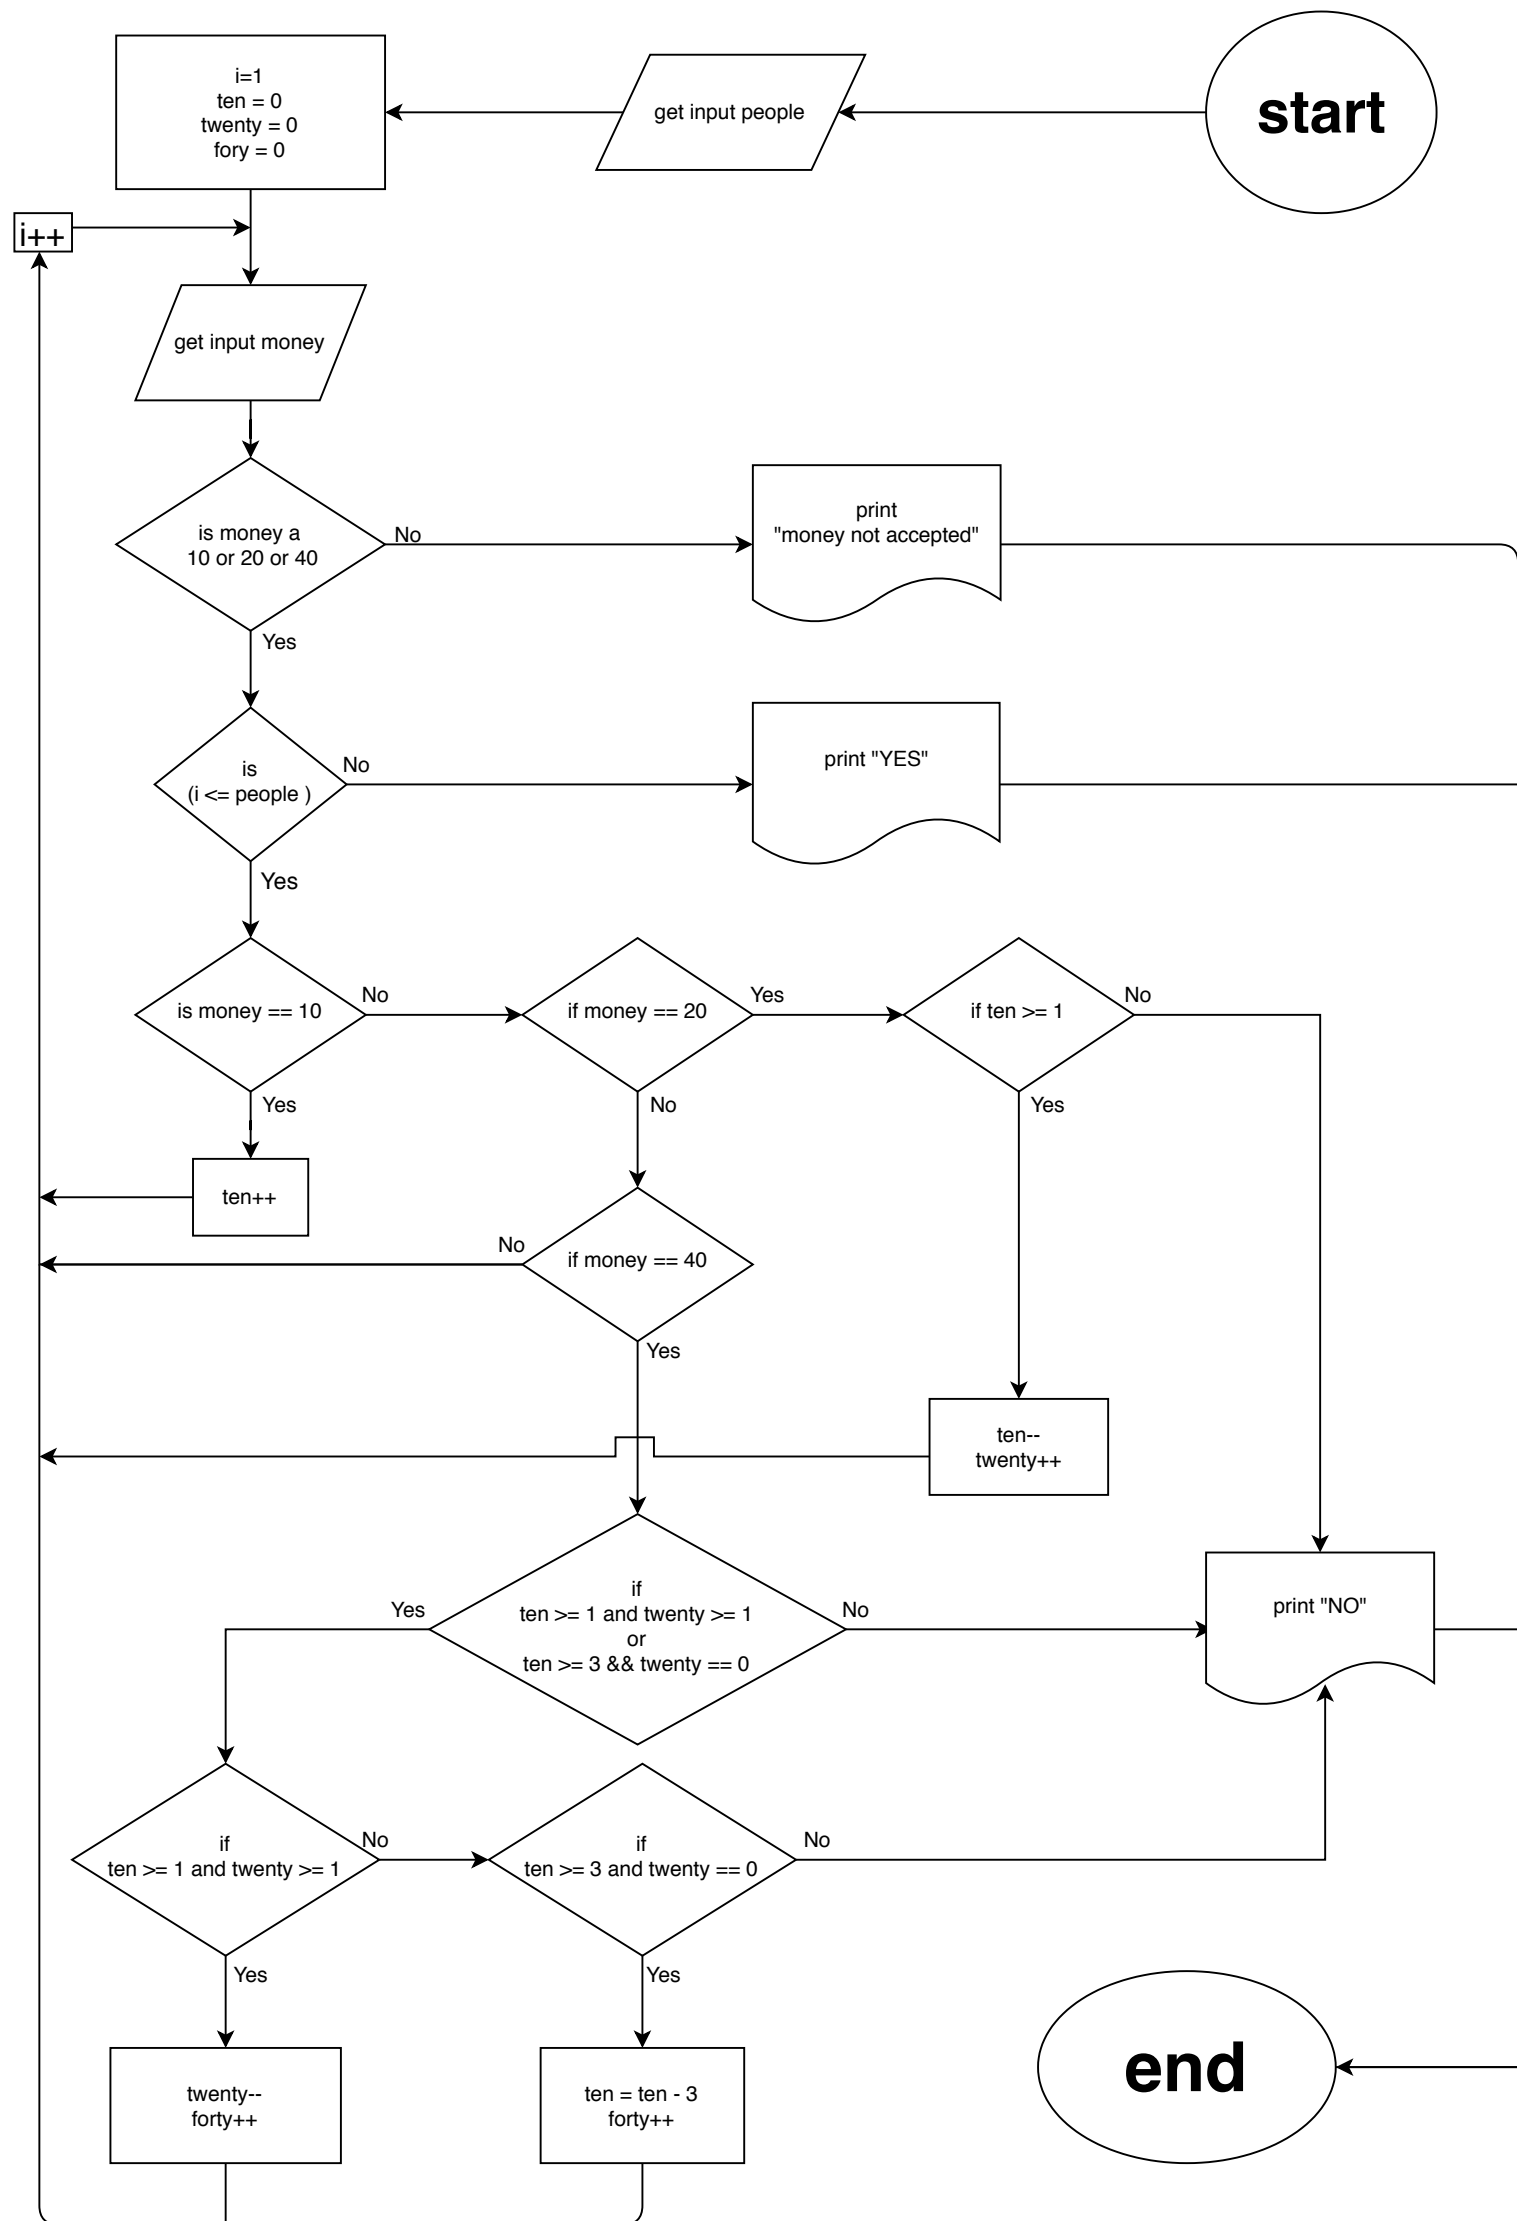 start
get input people
i=1
ten = 0
twenty = 0
fory = 0
i++
get input money
is money a
10 or 20 or 40
No
print
"money not accepted"
Yes
is
(i <= people )
No
print "YES"
Yes
is money == 10
No
if money == 20
Yes
if ten >= 1
No
Yes
No
Yes
ten++
No
if money == 40
Yes
ten--
twenty++
if
ten >= 1 and twenty >= 1
or
ten >= 3 && twenty == 0
Yes
No
print "NO"
if
ten >= 1 and twenty >= 1
No
if
ten >= 3 and twenty == 0
No
Yes
Yes
twenty--
forty++
ten = ten - 3
forty++
end